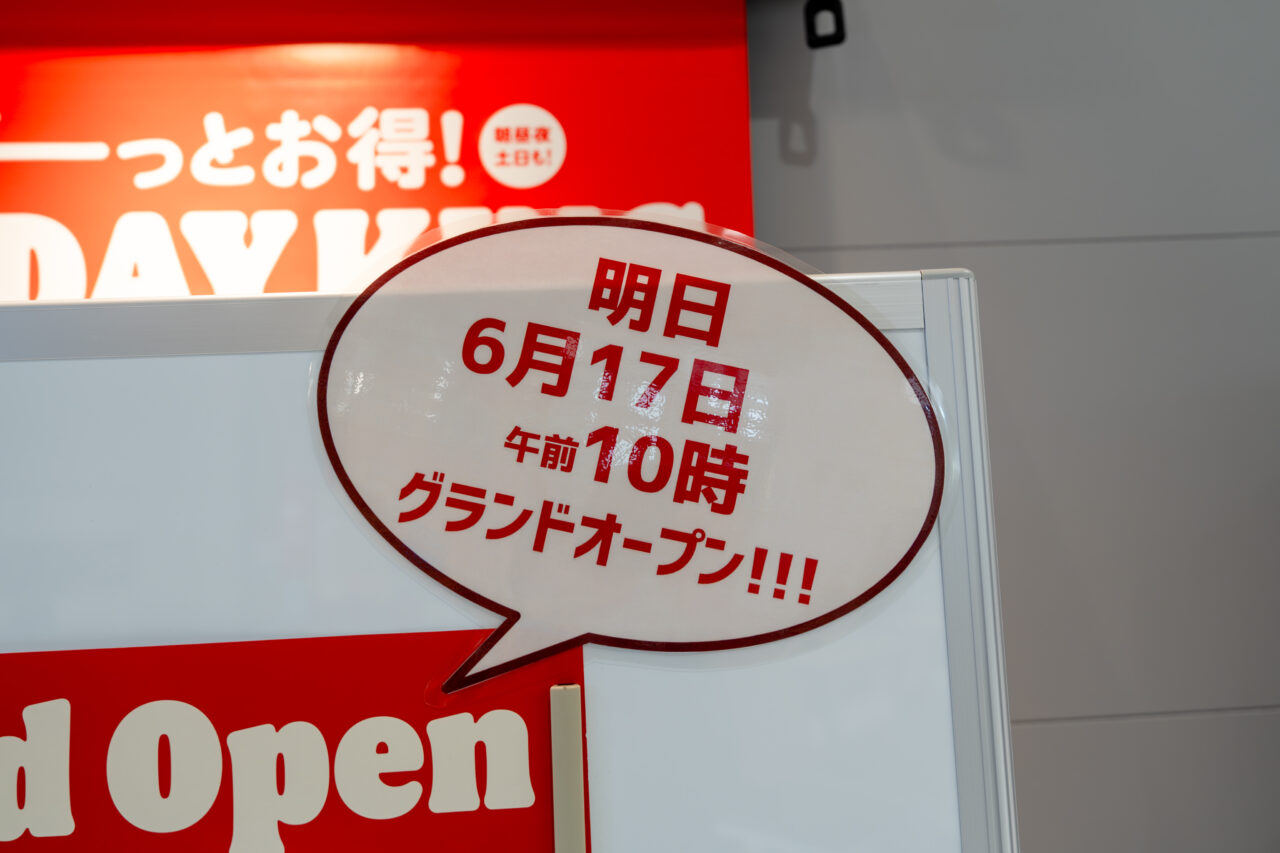 ーっとお得!
朝昼夜
土日も!
DAY
明日
6月17日
午前10時
グランドオープン!!!
d Open